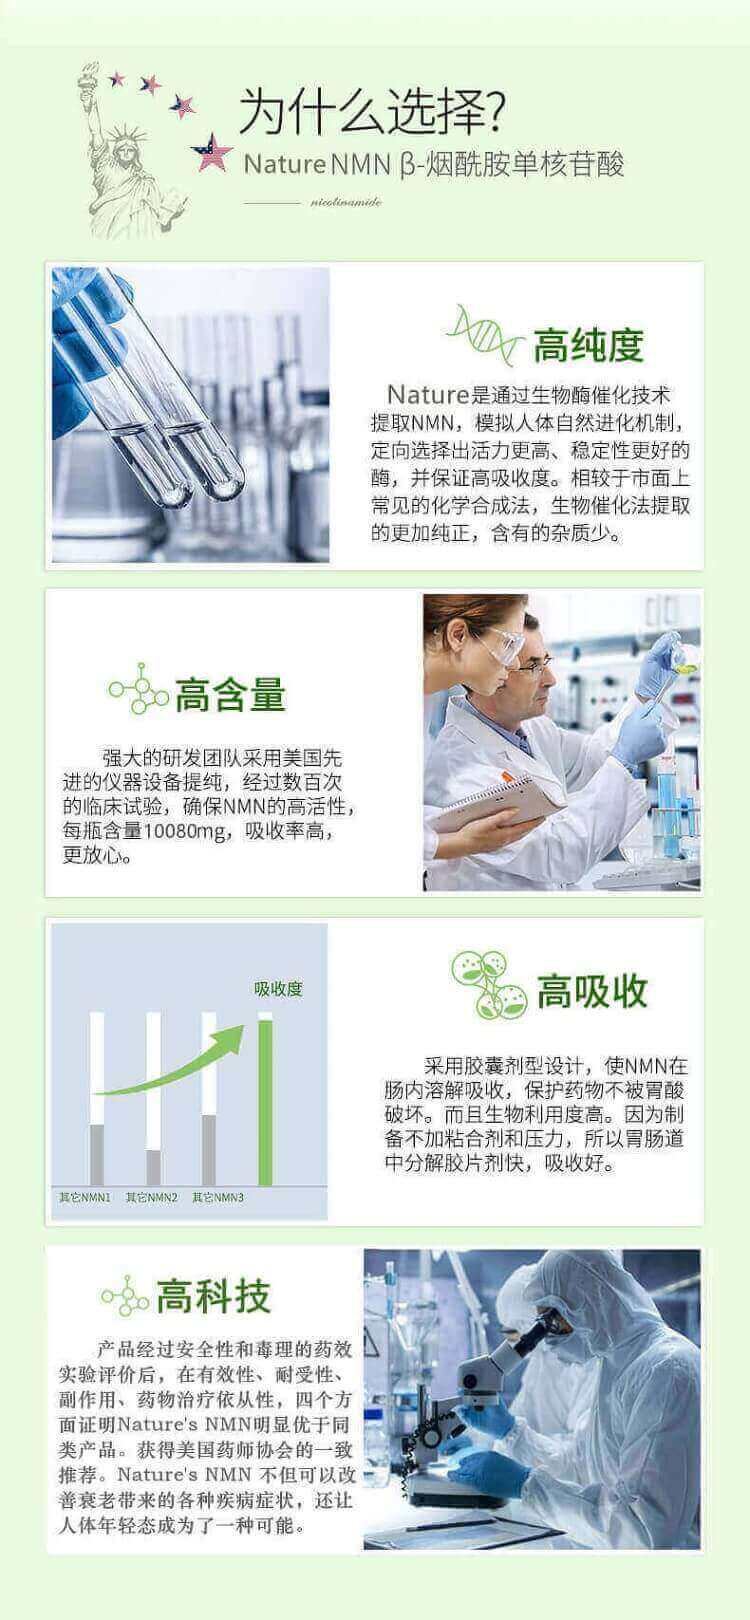 为什么选择?
Nature NMN β-烟酰胺单核苷酸
nicotinamide
高纯度
Nature是通过生物酶催化技术
提取NMN，模拟人体自然进化机制，
定向选择出活力更高、稳定性更好的
酶，并保证高吸收度。相较于市面上
常见的化学合成法，生物催化法提取
的更加纯正，含有的杂质少。
高含量
强大的研发团队采用美国先
进的仪器设备提纯，经过数百次
的临床试验，确保NMN的高活性，
每瓶含量10080mg，吸收率高，
更放心。
吸收度
其它NMN1 其它NMN2 其它NMN3
高吸收
采用胶囊剂型设计，使NMN在
肠内溶解吸收，保护药物不被胃酸
破坏。而且生物利用度高。因为制
备不加粘合剂和压力，所以胃肠道
中分解胶片剂快，吸收好。
高科技
产品经过安全性和毒理的药效
实验评价后，在有效性、耐受性、
副作用、药物治疗依从性，四个方
面证明Nature's NMN明显优于同
类产品。获得美国药师协会的一致
推荐。Nature's NMN 不但可以改
善衰老带来的各种疾病症状，还让
人体年轻态成为了一种可能。